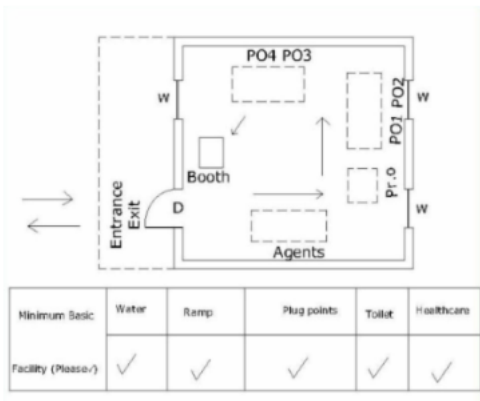 PO4 PO3
W
PO1 PO2
W
Booth
Pr.o
Entrance
Exit
D
W
Agents
Minimum Basic Water Ramp Plug points Toilet Healthcare
Facility (Please✓) ✓ ✓ ✓ ✓ ✓